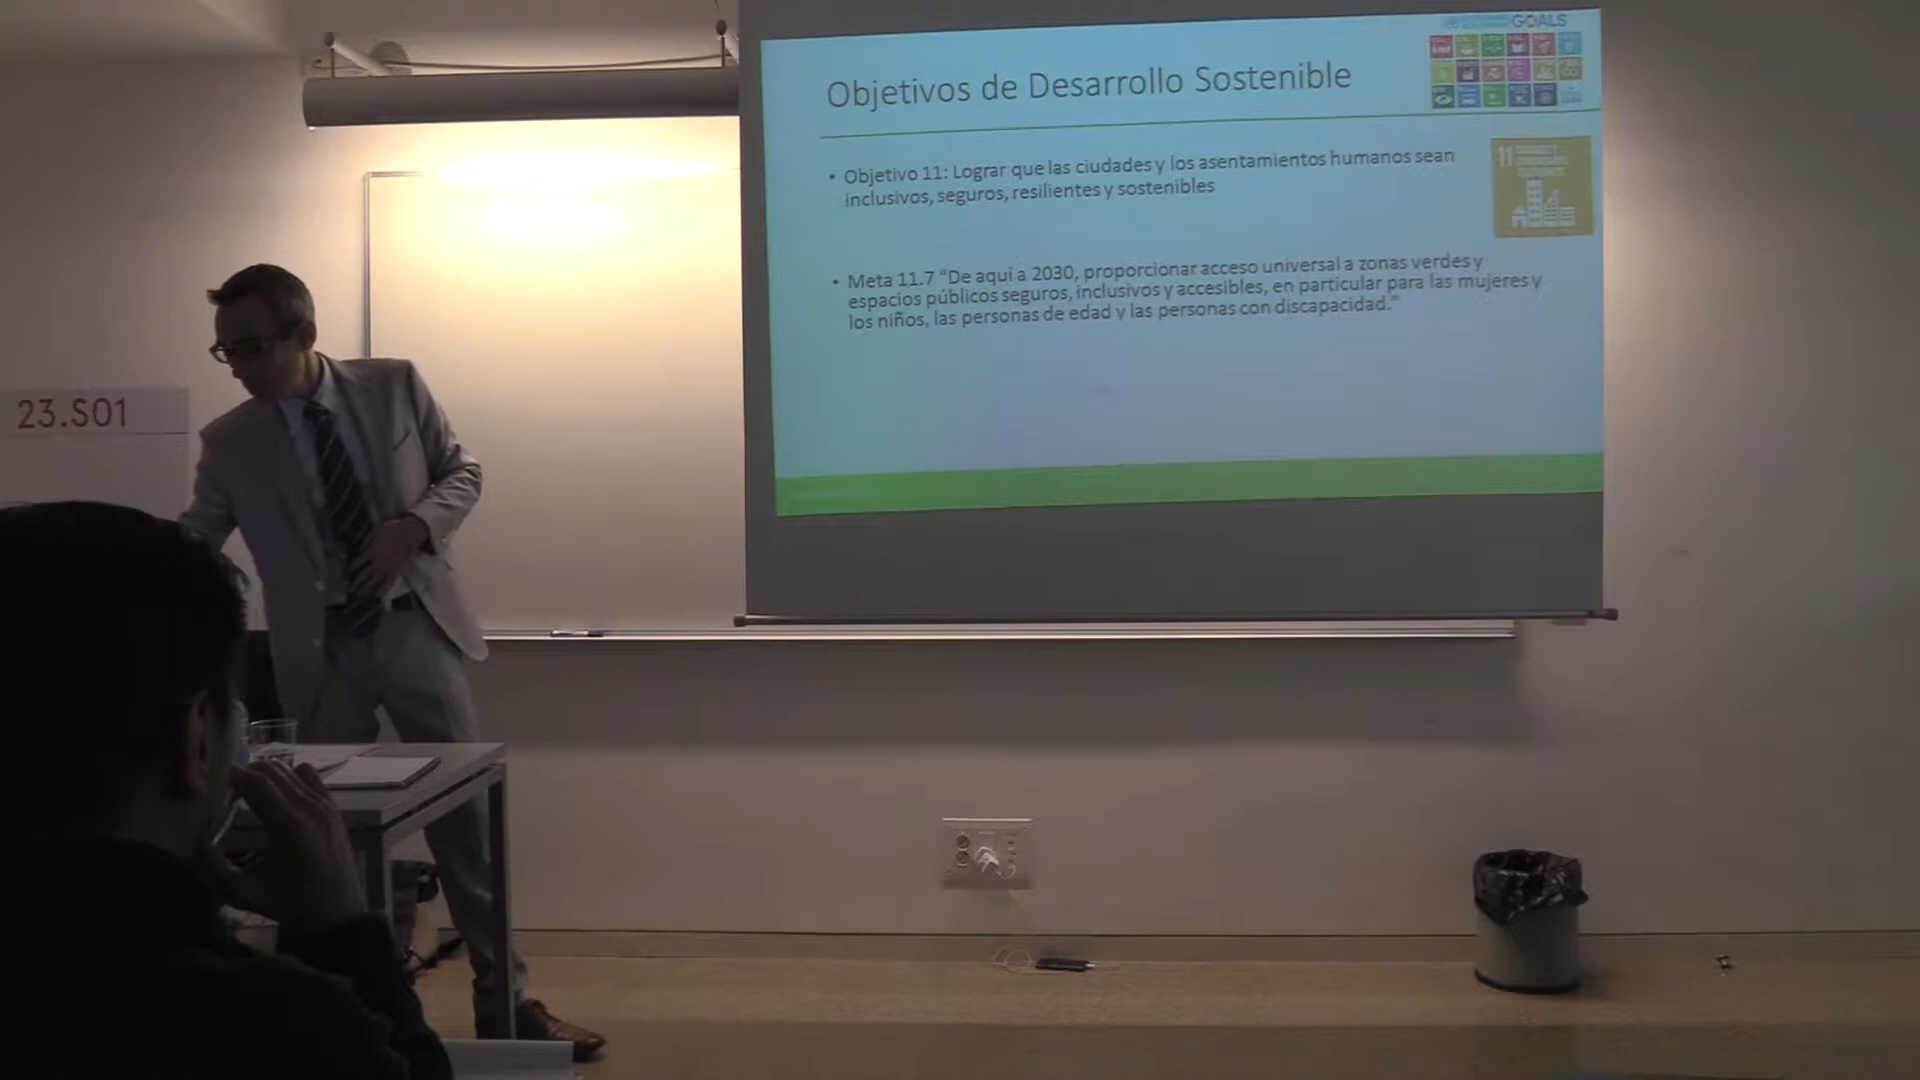 GOALS
Objetivos de Desarrollo Sostenible
• Objetivo 11: Lograr que las ciudades y los asentamientos humanos sean
inclusivos, seguros, resilientes y sostenibles
11
• Meta 11.7 “De aquí a 2030, proporcionar acceso universal a zonas verdes y
espacios públicos seguros, inclusivos y accesibles, en particular para las mujeres y
los niños, las personas de edad y las personas con discapacidad.”
23.S01